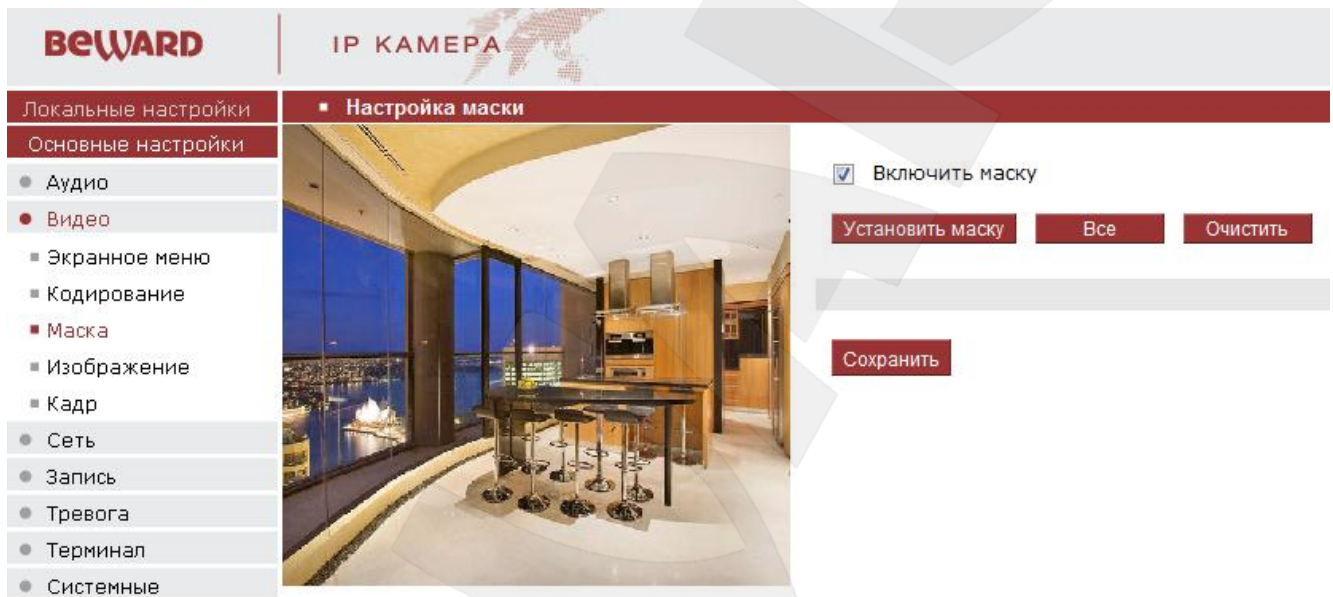 BEWARD
IP КАМЕРА
Локальные настройки
Настройка маски
Основные настройки
Аудио
Видео
Экранное меню
Кодирование
Маска
Изображение
Кадр
Сеть
Запись
Тревога
Терминал
Системные
Включить маску
Установить маску Все Очистить
Сохранить